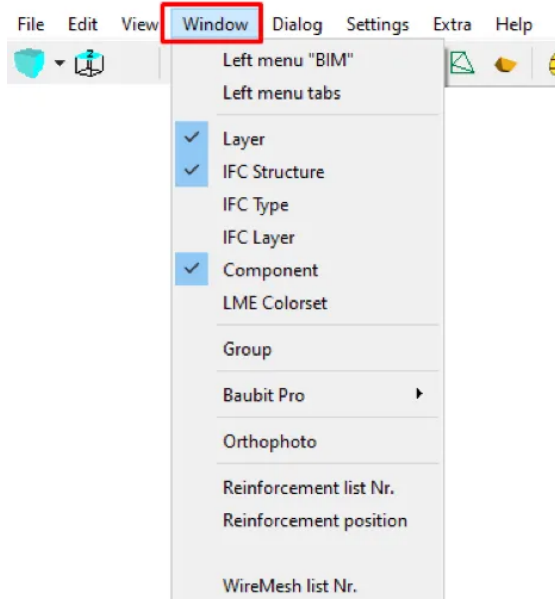 File Edit View Window Dialog Settings Extra Help
Z
Left menu "BIM"
Left menu tabs
Layer
IFC Structure
IFC Type
IFC Layer
Component
LME Colorset
Group
Baubit Pro
Orthophoto
Reinforcement list Nr.
Reinforcement position
WireMesh list Nr.